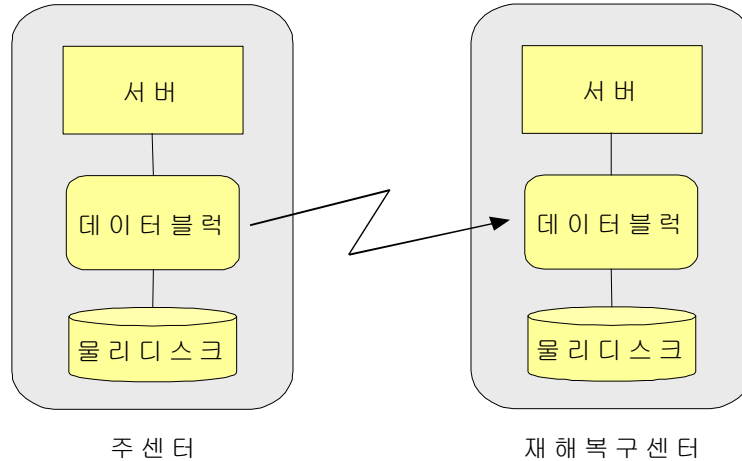 서버
데이터블럭
물리디스크
주센터
서버
데이터블럭
물리디스크
재해복구센터